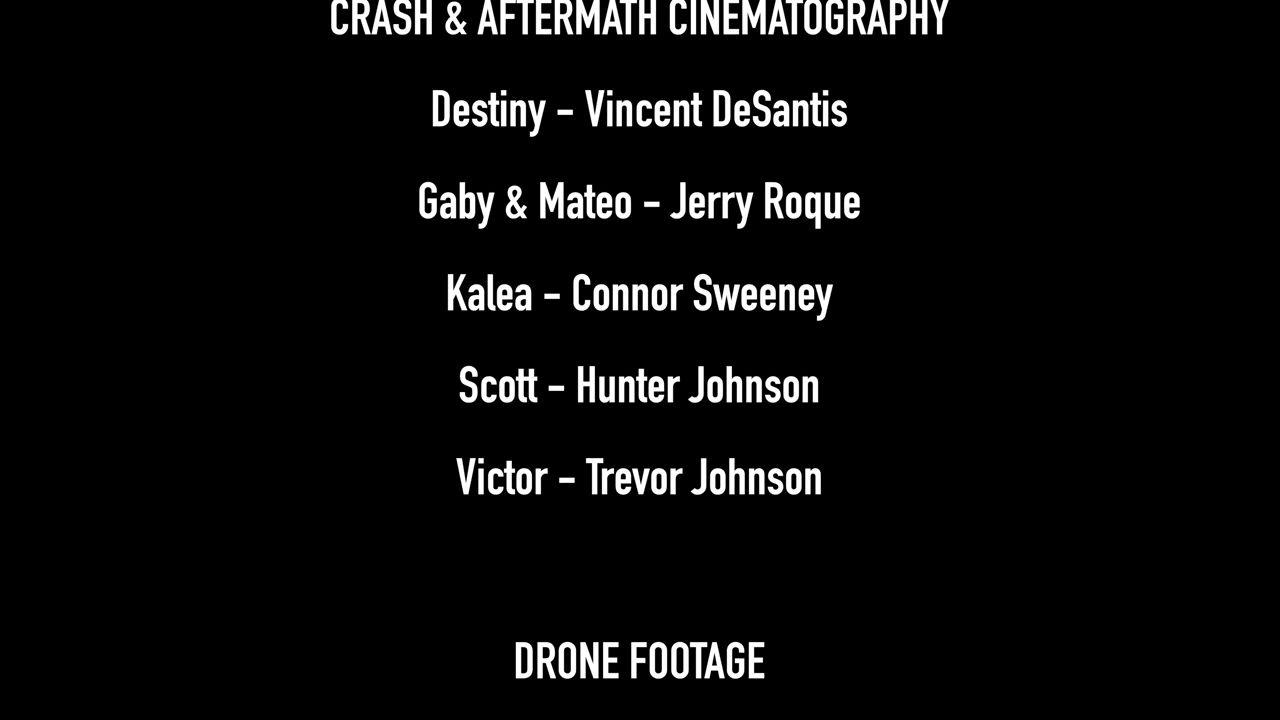 CRASH & AFTERMATH CINEMATOGRAPHY
Destiny - Vincent DeSantis
Gaby & Mateo - Jerry Roque
Kalea - Connor Sweeney
Scott - Hunter Johnson
Victor - Trevor Johnson
DRONE FOOTAGE